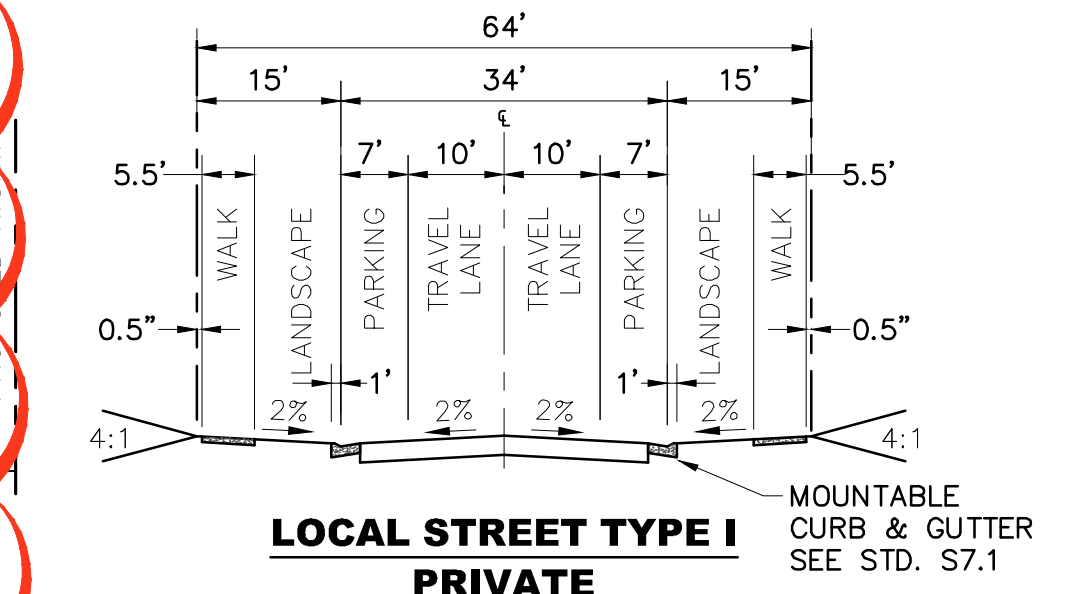 64'
15' 34' 15'
℄
7' 10' 10' 7'
5.5' 5.5'
WALK
LANDSCAPE
PARKING
TRAVEL
LANE
TRAVEL
LANE
PARKING
LANDSCAPE
WALK
0.5" 0.5"
1' 1'
2% 2% 2% 2%
4:1 4:1
MOUNTABLE
CURB & GUTTER
SEE STD. S7.1
LOCAL STREET TYPE I
PRIVATE